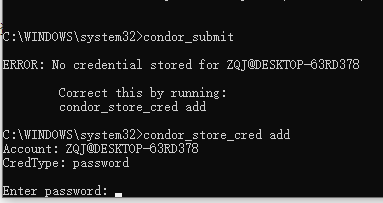 C:\WINDOWS\system32>condor_submit
ERROR: No credential stored for ZQJ@DESKTOP-63RD378
Correct this by running:
condor_store_cred add
C:\WINDOWS\system32>condor_store_cred add
Account: ZQJ@DESKTOP-63RD378
CredType: password
Enter password: